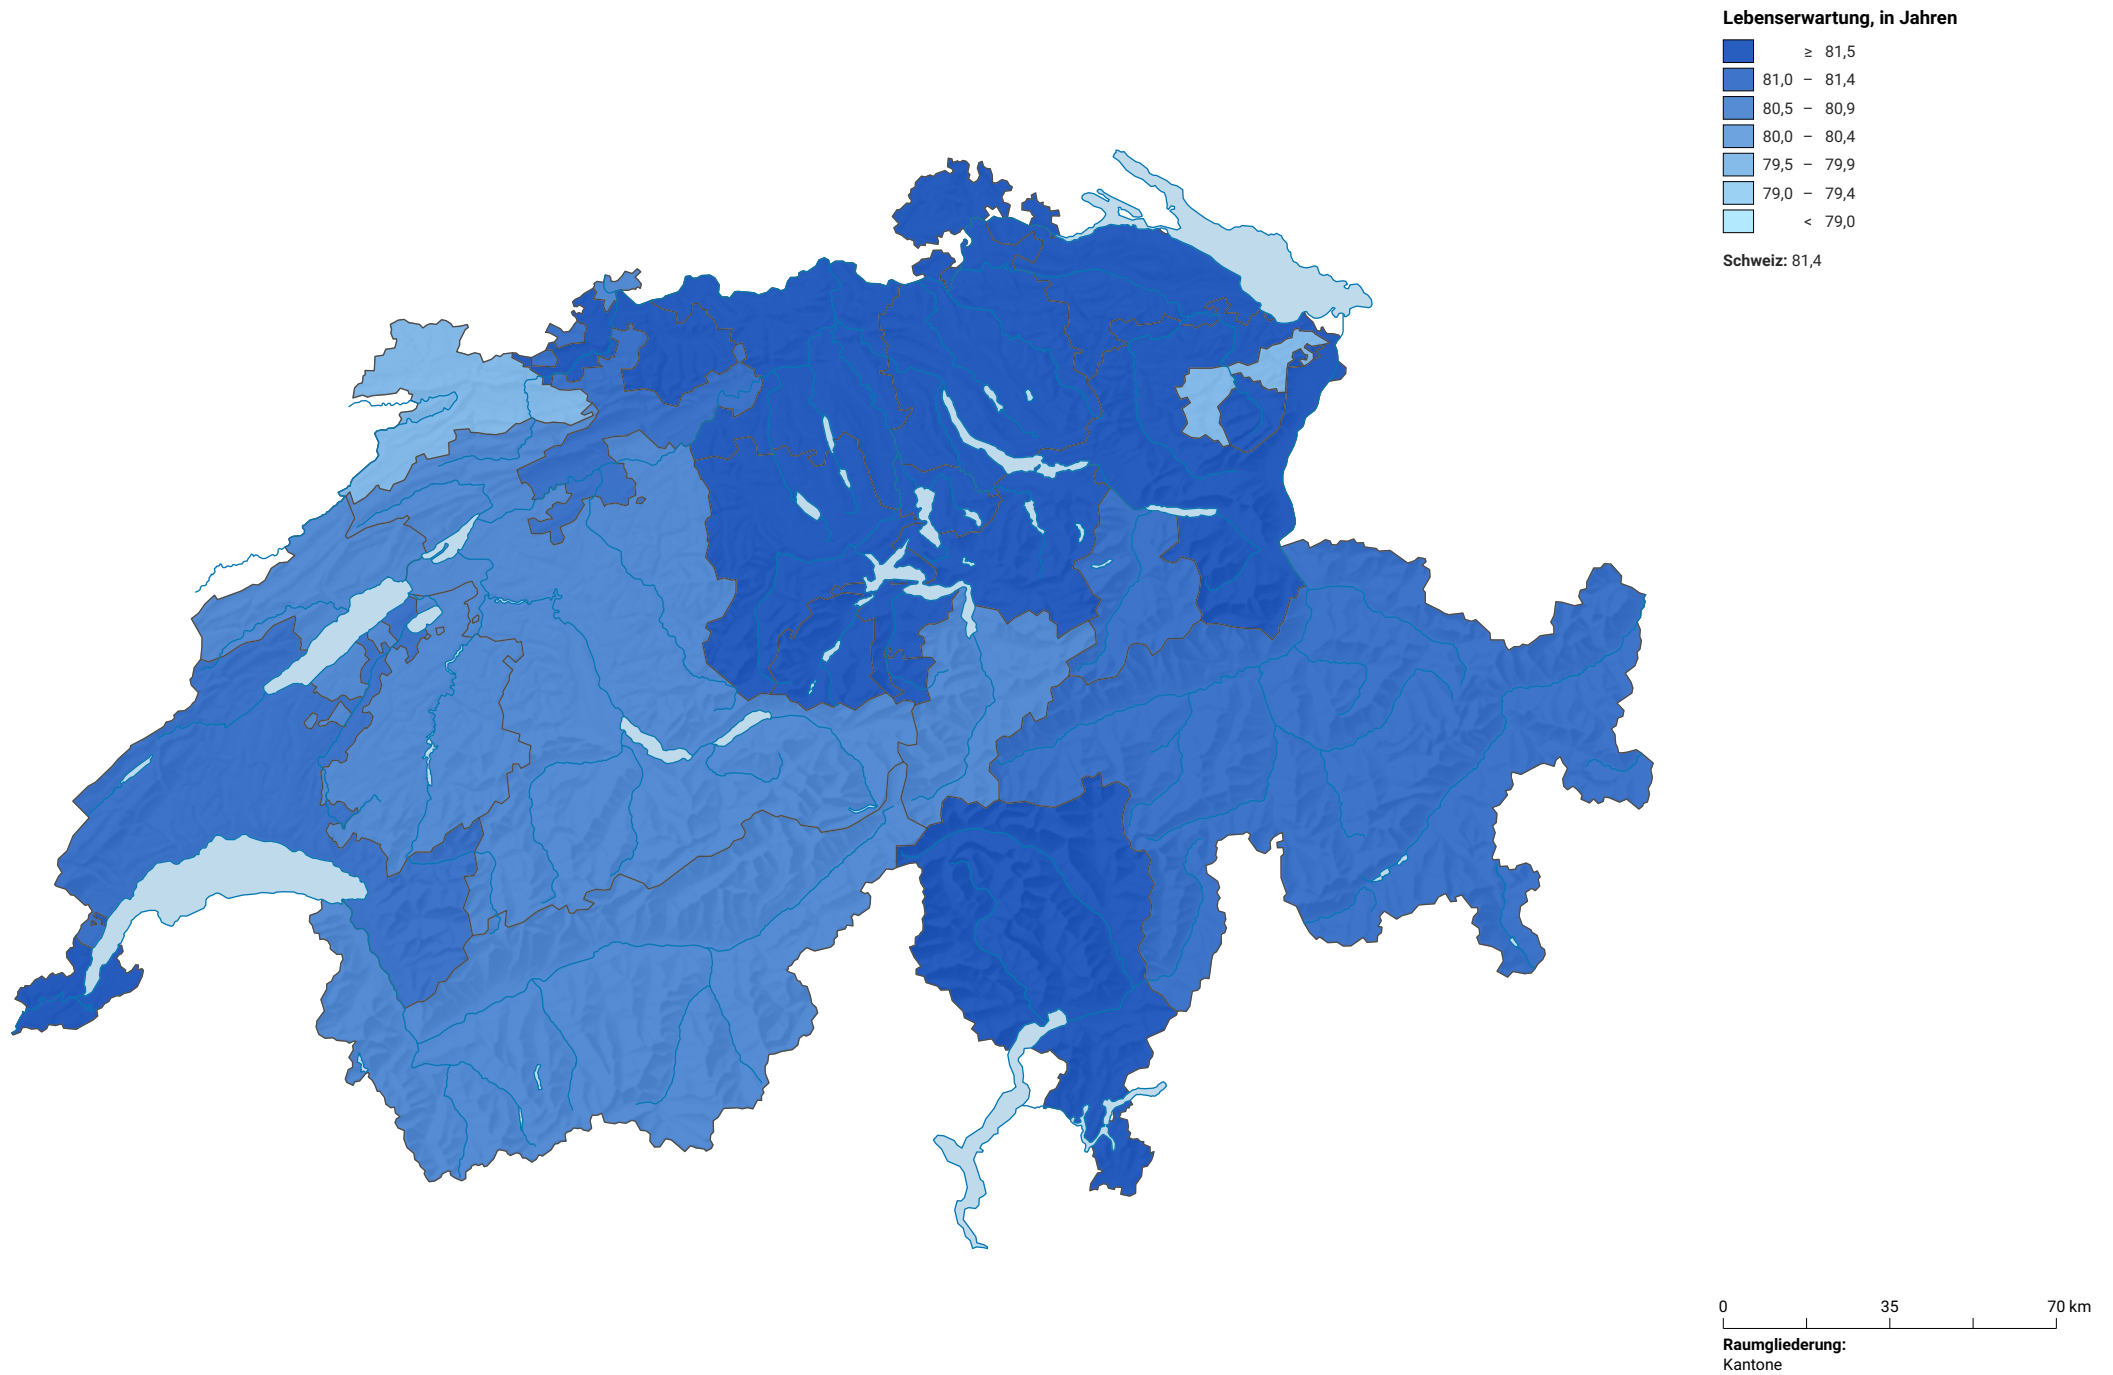 Lebenserwartung, in Jahren
≥ 81,5
81,0 – 81,4
80,5 – 80,9
80,0 – 80,4
79,5 – 79,9
79,0 – 79,4
< 79,0
Schweiz: 81,4
0 35 70 km
Raumgliederung:
Kantone